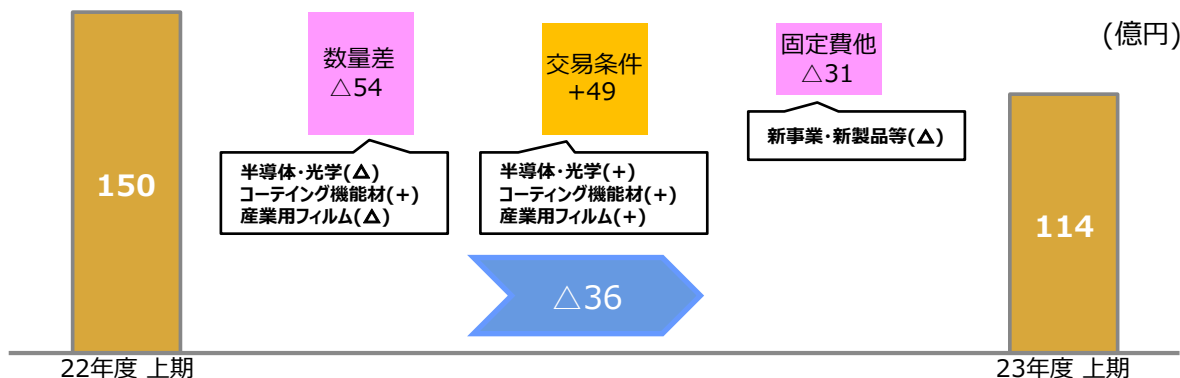 (億円)
数量差
△54
交易条件
+49
固定費他
△31
半導体・光学(△)
コーテイング機能材(+)
産業用フィルム(△)
半導体・光学(+)
コーティング機能材(+)
産業用フィルム(+)
新事業・新製品等(△)
150
114
△36
22年度 上期
23年度 上期